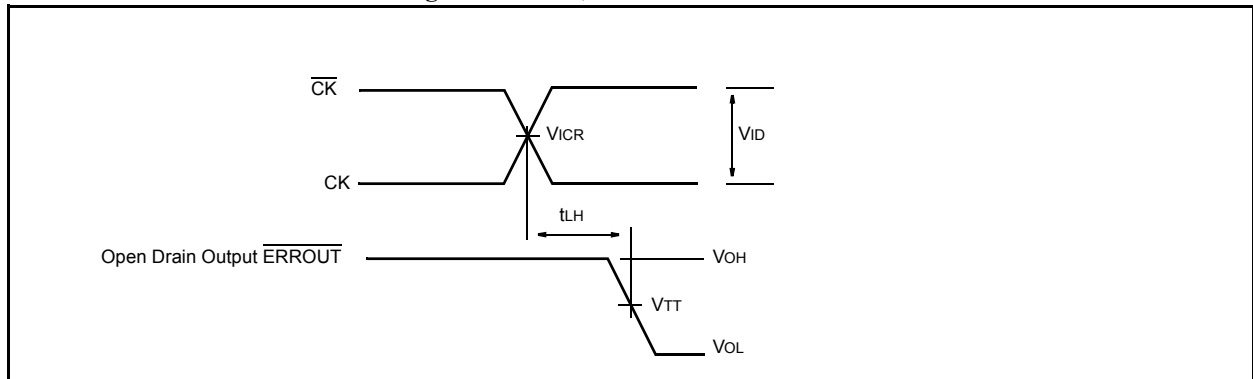 CK
VICR
VID
CK
tLH
Open Drain Output ERROUT
VOH
VTT
VOL